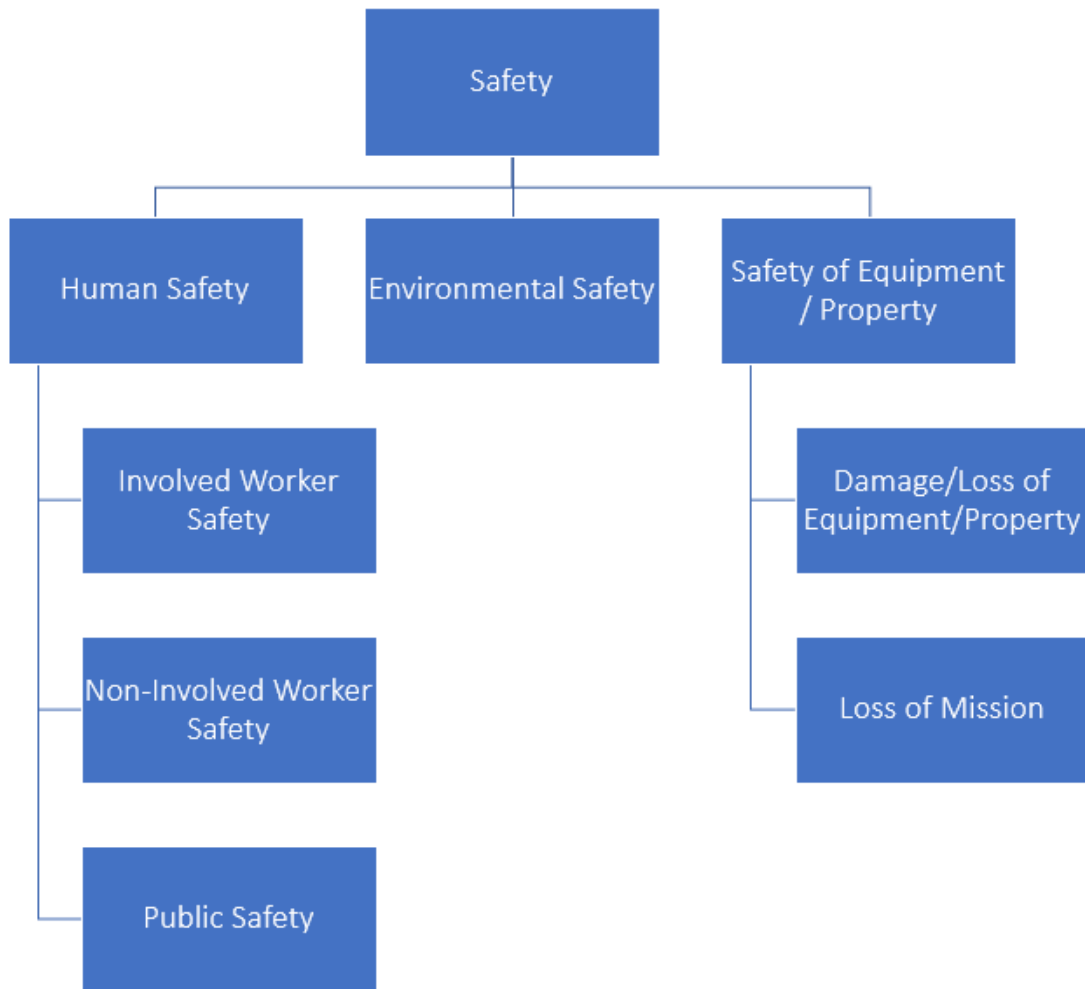 Safety
Human Safety
Environmental Safety
Safety of Equipment
/ Property
Involved Worker
Safety
Damage/Loss of
Equipment/Property
Non-Involved Worker
Safety
Loss of Mission
Public Safety